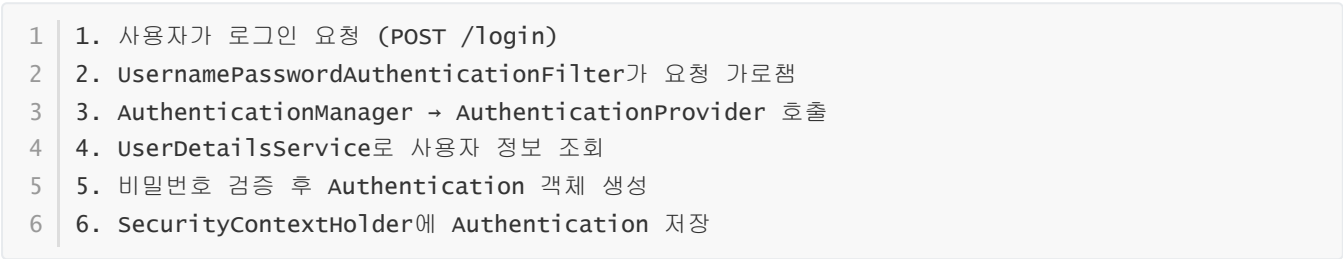 1 1. 사용자가 로그인 요청 (POST /login)
2 2. UsernamePasswordAuthenticationFilter가 요청 가로챔
3 3. AuthenticationManager → AuthenticationProvider 호출
4 4. UserDetailsService로 사용자 정보 조회
5 5. 비밀번호 검증 후 Authentication 객체 생성
6 6. SecurityContextHolder에 Authentication 저장